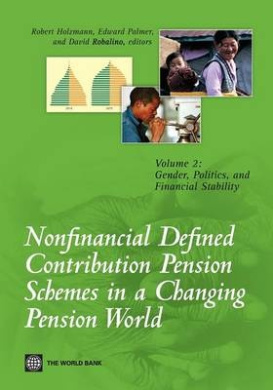 Robert Holzmann, Edward Palmer,
and David Robalino, editors
Volume 2:
Gender, Politics, and
Financial Stability
Nonfinancial Defined
Contribution Pension
Schemes in a Changing
Pension World
THE WORLD BANK